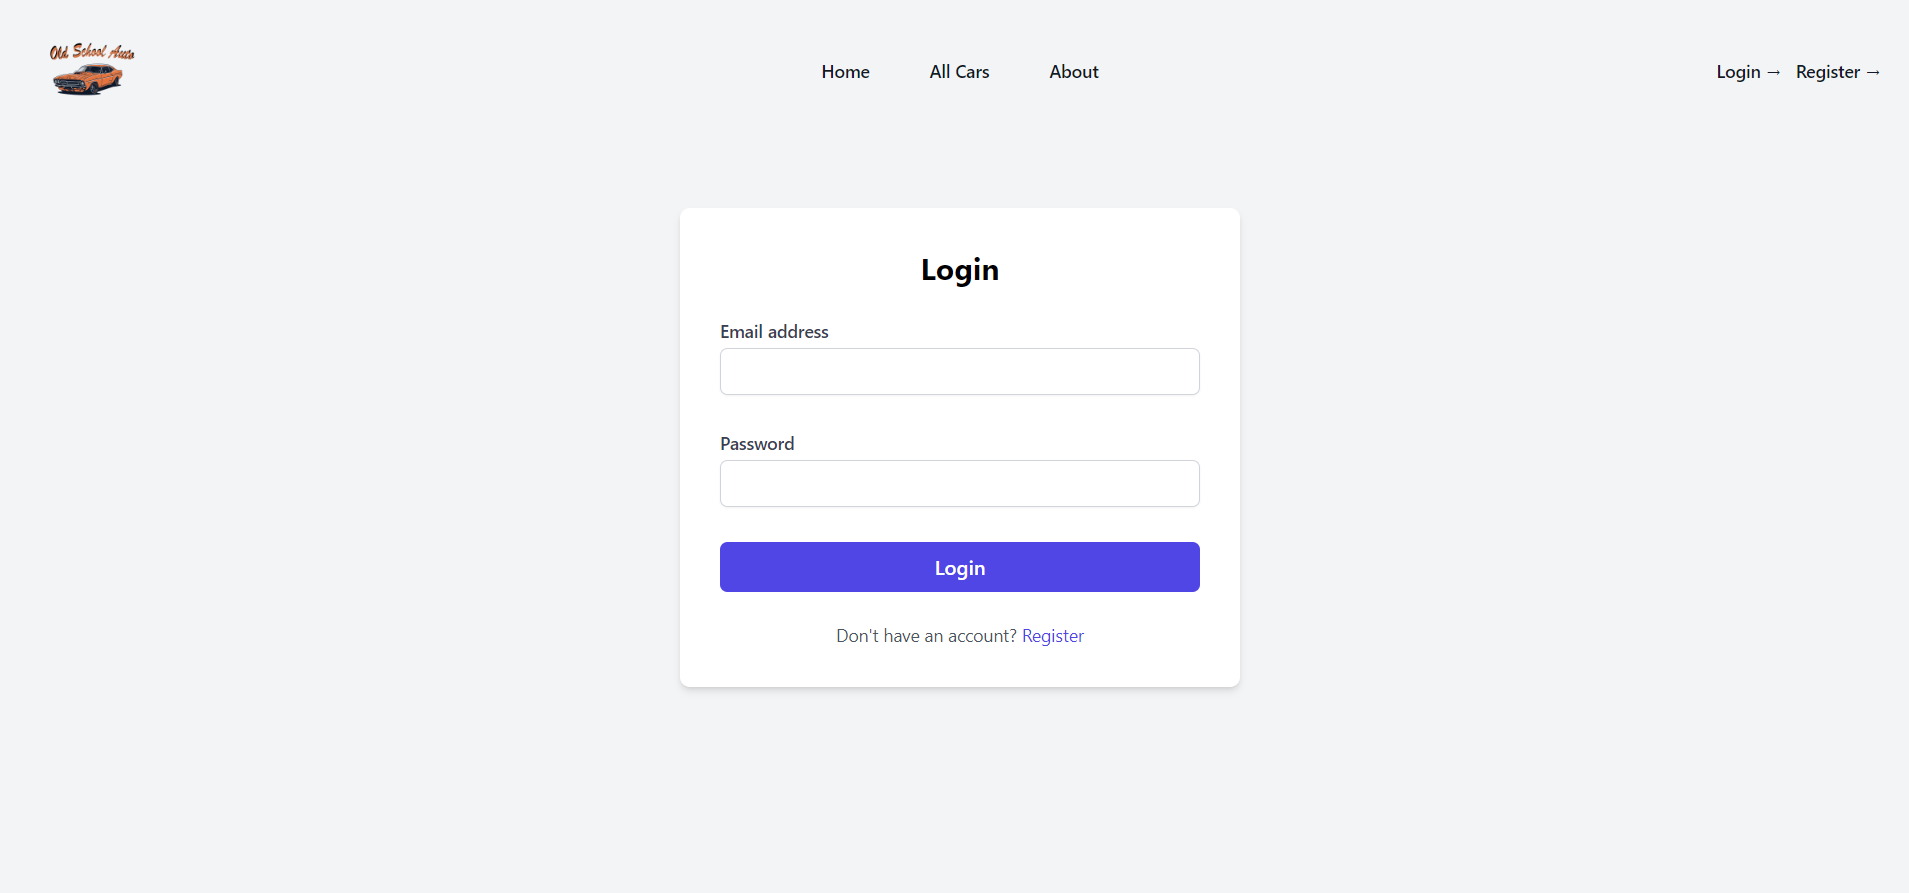 Old School Auto
Home
All Cars
About
Login →
Register →
Login
Email address
Password
Login
Don't have an account? Register